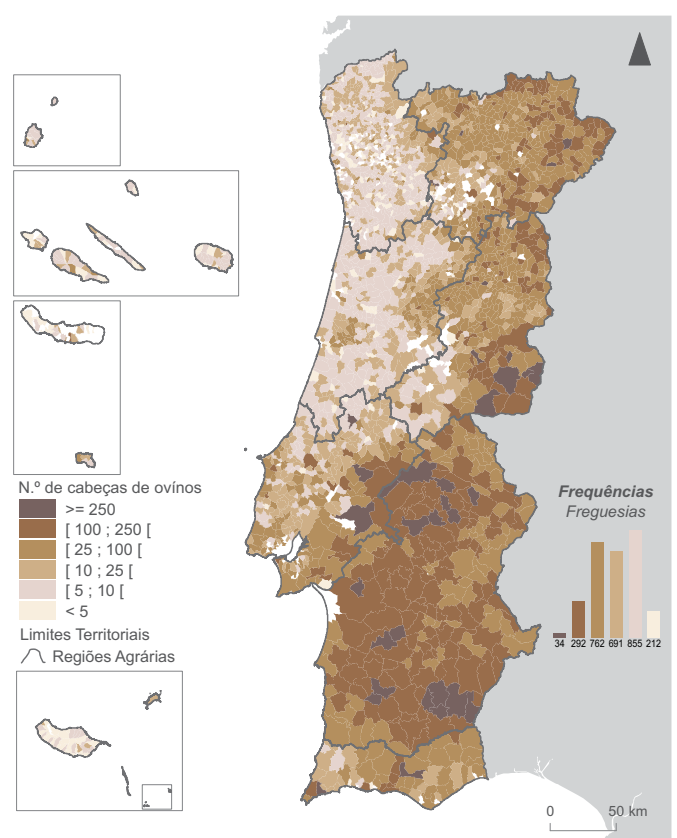 N.º de cabeças de ovínos
>= 250
[ 100 ; 250 [
[ 25 ; 100 [
[ 10 ; 25 [
[ 5 ; 10 [
< 5
Limites Territoriais
Regiões Agrárias
Frequências
Freguesias
34 292 762 691 855 212
0 50 km